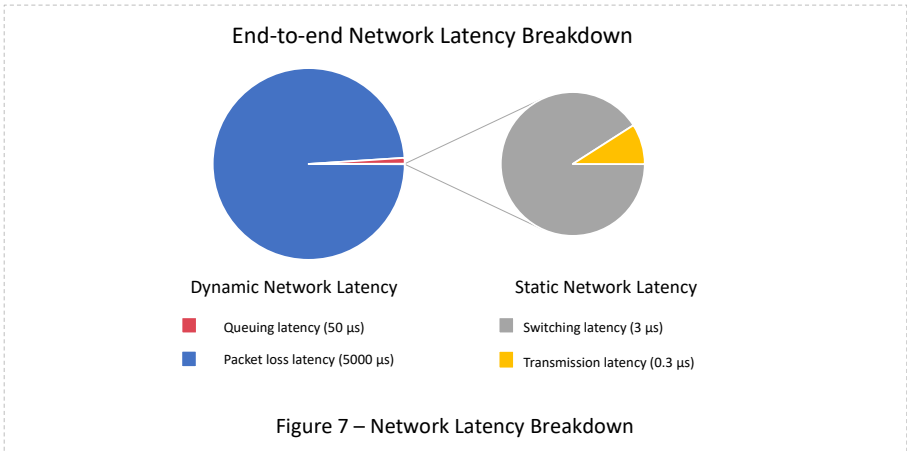 End-to-end Network Latency Breakdown
Dynamic Network Latency
Queuing latency (50 µs)
Packet loss latency (5000 µs)
Static Network Latency
Switching latency (3 µs)
Transmission latency (0.3 µs)
Figure 7 – Network Latency Breakdown